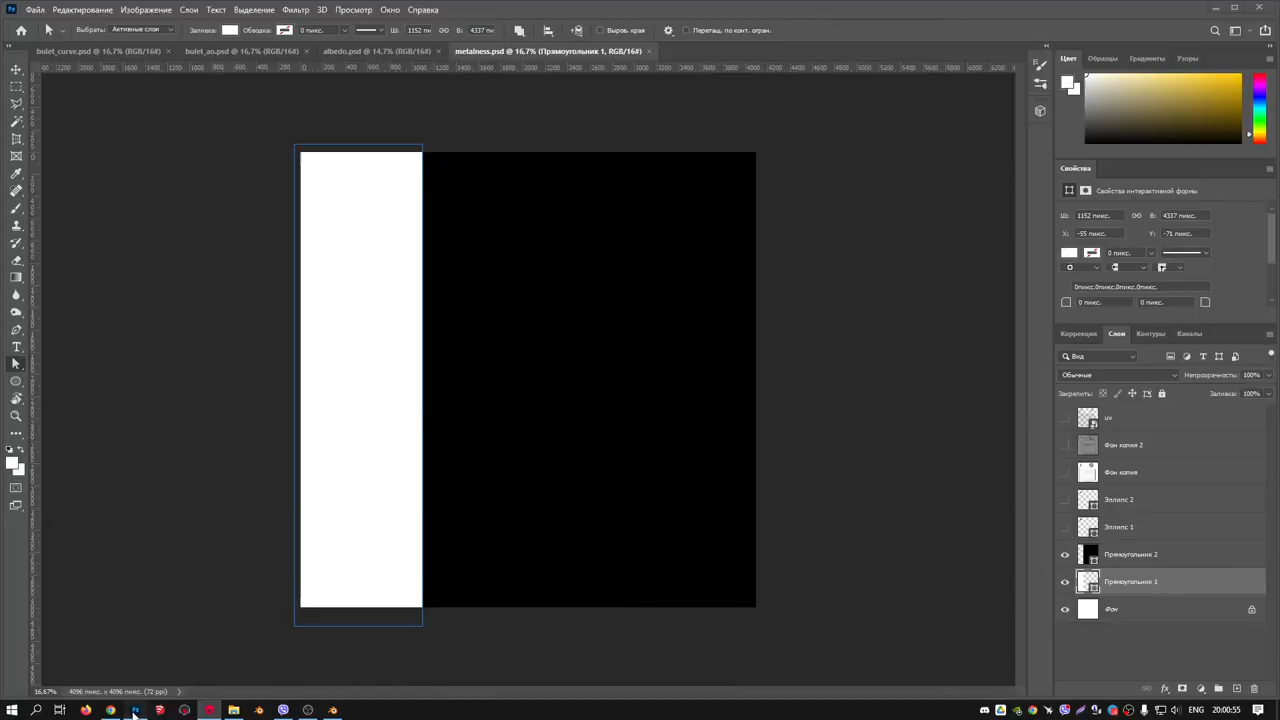 Файл Редактирование Изображение Слои Текст Выделение Фильтр 3D Просмотр Окно Справка
Выбрать: Активные слои Заливка: Обводка: 0 пикс. Ш: 1152 пи В: 4337 пи Выровн. края Перетащ. по конт. огран.
bulet_curve.psd @ 16,7% (RGB/16#) × bulet_ao.psd @ 16,7% (RGB/16#) × albedo.psd @ 14,7% (RGB/16#) × metalness.psd @ 16,7% (Прямоугольник 1, RGB/16#) ×
Цвет Образцы Градиенты Узоры
Свойства
Свойства интерактивной формы
Ш: 1152 пикс. В: 4337 пикс.
X: -55 пикс. Y: -71 пикс.
0 пикс.
0пикс.0пикс.0пикс.0пикс.
0 пикс. 0 пикс.
Коррекция Слои Контуры Каналы
Вид
Обычные Непрозрачность: 100%
Закрепить: Заливка: 100%
uv
Фон копия 2
Фон копия
Эллипс 2
Эллипс 1
Прямоугольник 2
Прямоугольник 1
Фон
16.67% 4096 пикс. x 4096 пикс. (72 ppi)
ENG 20:00:55